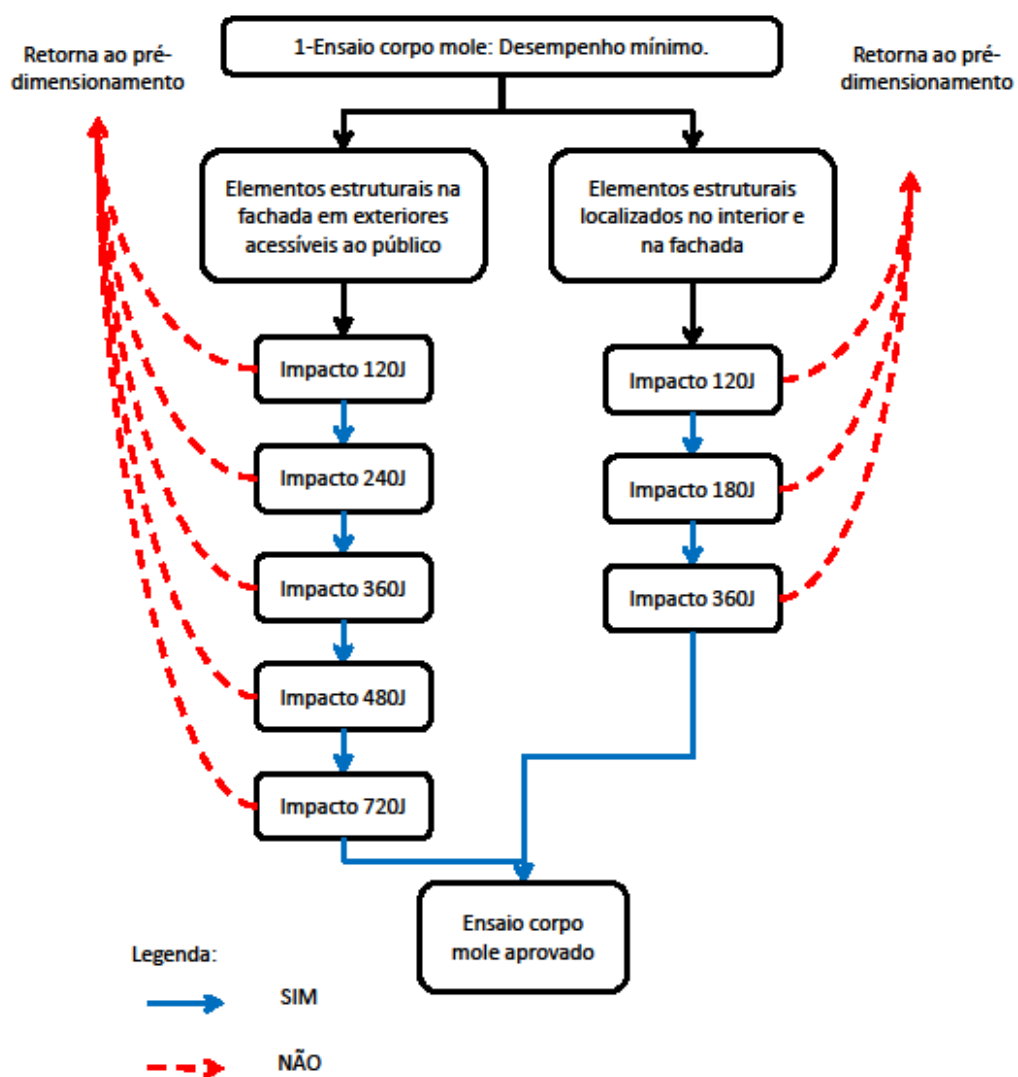 1-Ensaio corpo mole: Desempenho mínimo.
Retorna ao pré-
dimensionamento
Retorna ao pré-
dimensionamento
Elementos estruturais na
fachada em exteriores
acessíveis ao público
Elementos estruturais
localizados no interior e
na fachada
Impacto 120J
Impacto 240J
Impacto 360J
Impacto 480J
Impacto 720J
Impacto 120J
Impacto 180J
Impacto 360J
Ensaio corpo
mole aprovado
Legenda:
SIM
NÃO